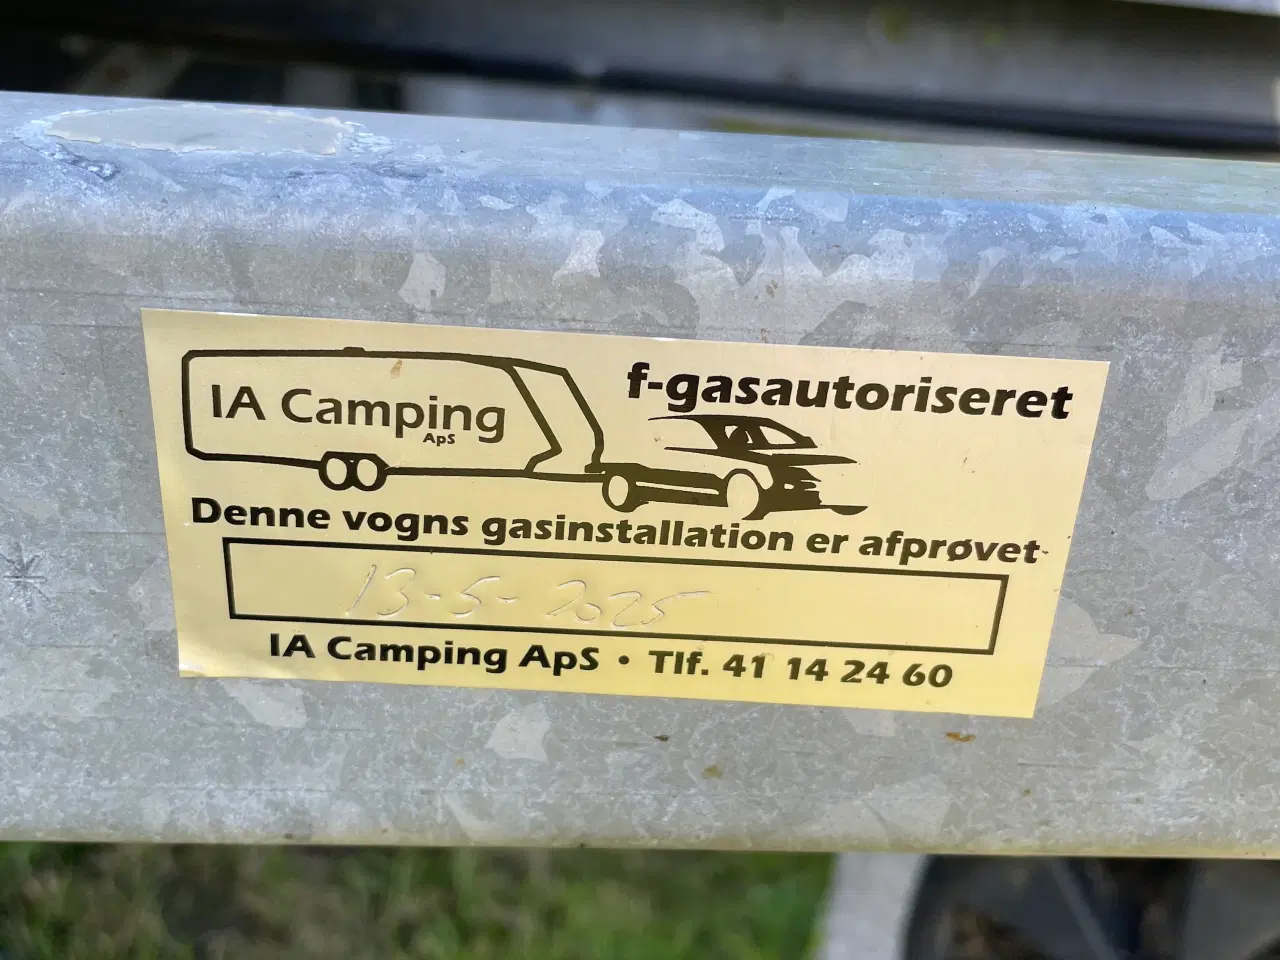 IA Camping
ApS
f-gasautoriseret
Denne vogns gasinstallation er afprøvet
13-5-2025
IA Camping ApS • Tlf. 41 14 24 60